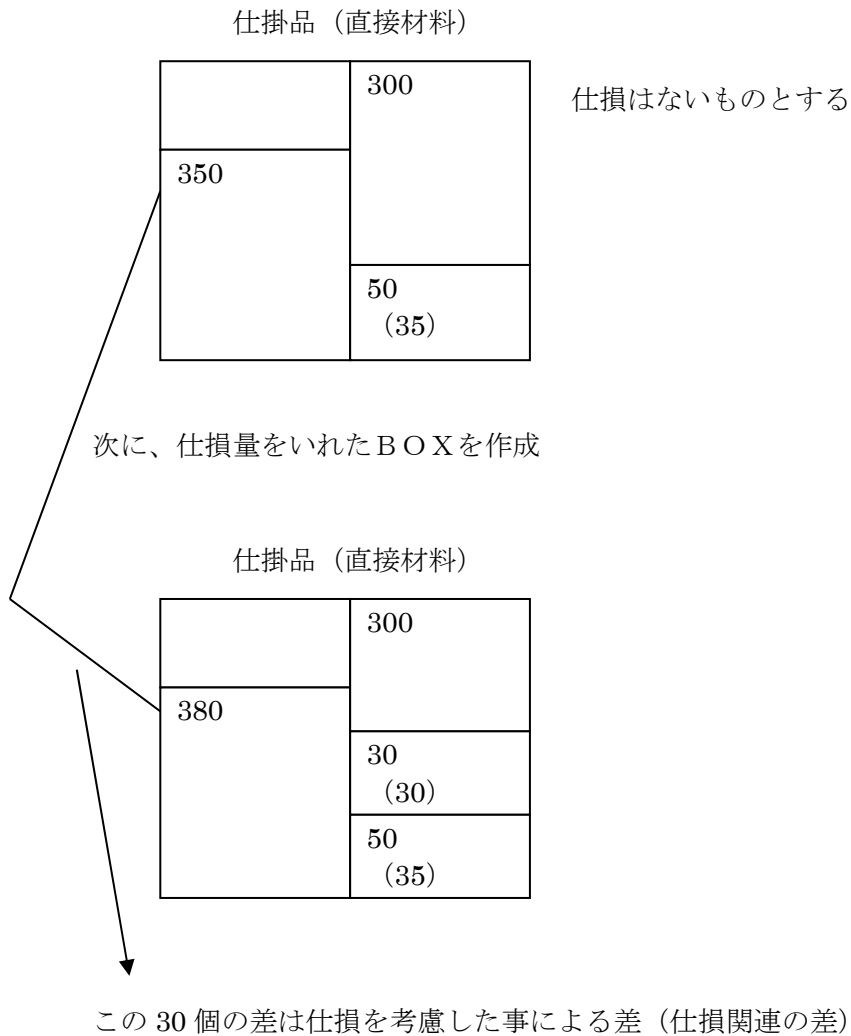 仕掛品（直接材料）
300
仕損はないものとする
350
50
（35）
次に、仕損量をいれたＢＯＸを作成
仕掛品（直接材料）
300
380
30
（30）
50
（35）
この 30 個の差は仕損を考慮した事による差（仕損関連の差）